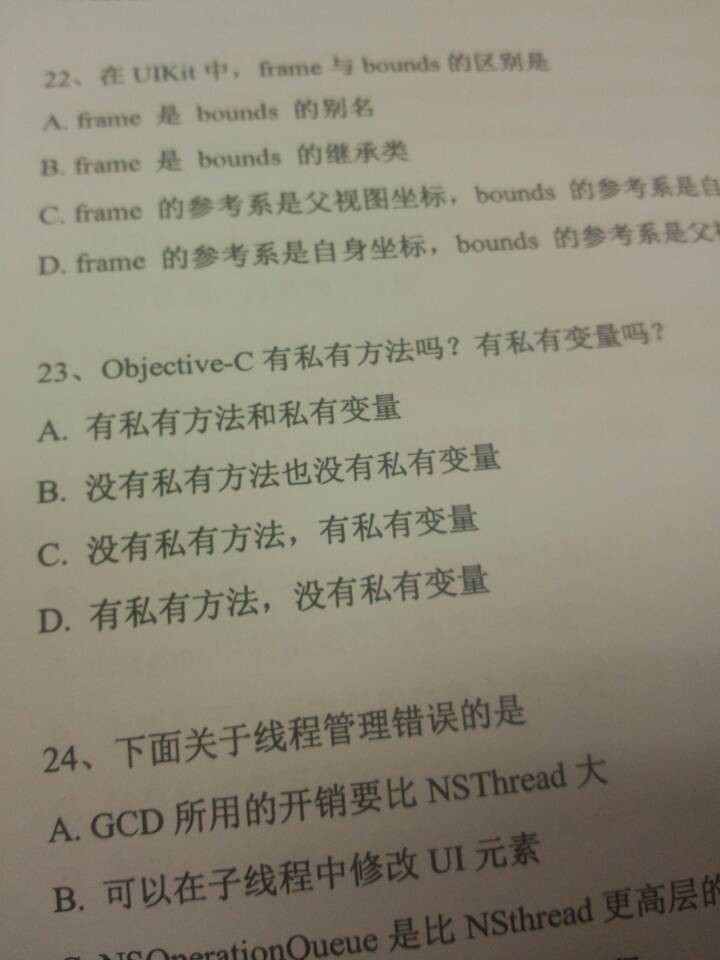 22、在 UIKit 中，frame 与 bounds 的区别是
A. frame 是 bounds 的别名
B. frame 是 bounds 的继承类
C. frame 的参考系是父视图坐标，bounds 的参考系是自
D. frame 的参考系是自身坐标，bounds 的参考系是父
23、Objective-C 有私有方法吗？有私有变量吗？
A. 有私有方法和私有变量
B. 没有私有方法也没有私有变量
C. 没有私有方法，有私有变量
D. 有私有方法，没有私有变量
24、下面关于线程管理错误的是
A. GCD 所用的开销要比 NSThread 大
B. 可以在子线程中修改 UI 元素
NSOperationQueue 是比 NSthread 更高层的